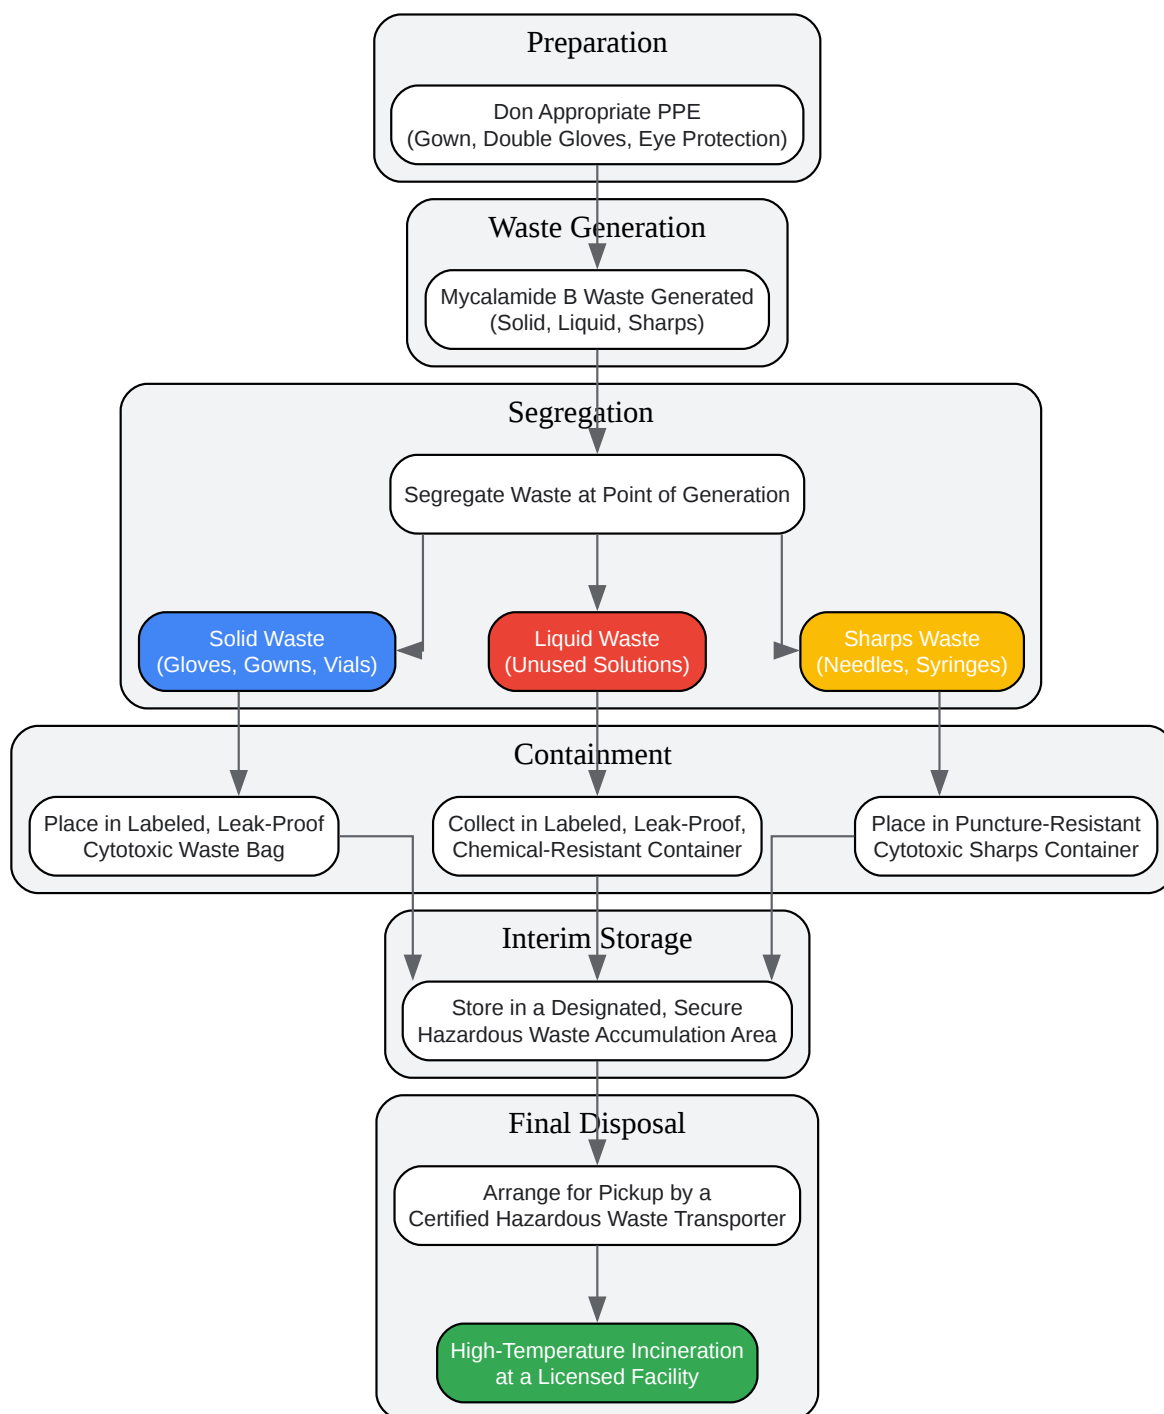 Preparation
Don Appropriate PPE
(Gown, Double Gloves, Eye Protection)
Waste Generation
Mycalamide B Waste Generated
(Solid, Liquid, Sharps)
Segregation
Segregate Waste at Point of Generation
Solid Waste
(Gloves, Gowns, Vials)
Liquid Waste
(Unused Solutions)
Sharps Waste
(Needles, Syringes)
Containment
Place in Labeled, Leak-Proof
Cytotoxic Waste Bag
Collect in Labeled, Leak-Proof,
Chemical-Resistant Container
Place in Puncture-Resistant
Cytotoxic Sharps Container
Interim Storage
Store in a Designated, Secure
Hazardous Waste Accumulation Area
Final Disposal
Arrange for Pickup by a
Certified Hazardous Waste Transporter
High-Temperature Incineration
at a Licensed Facility